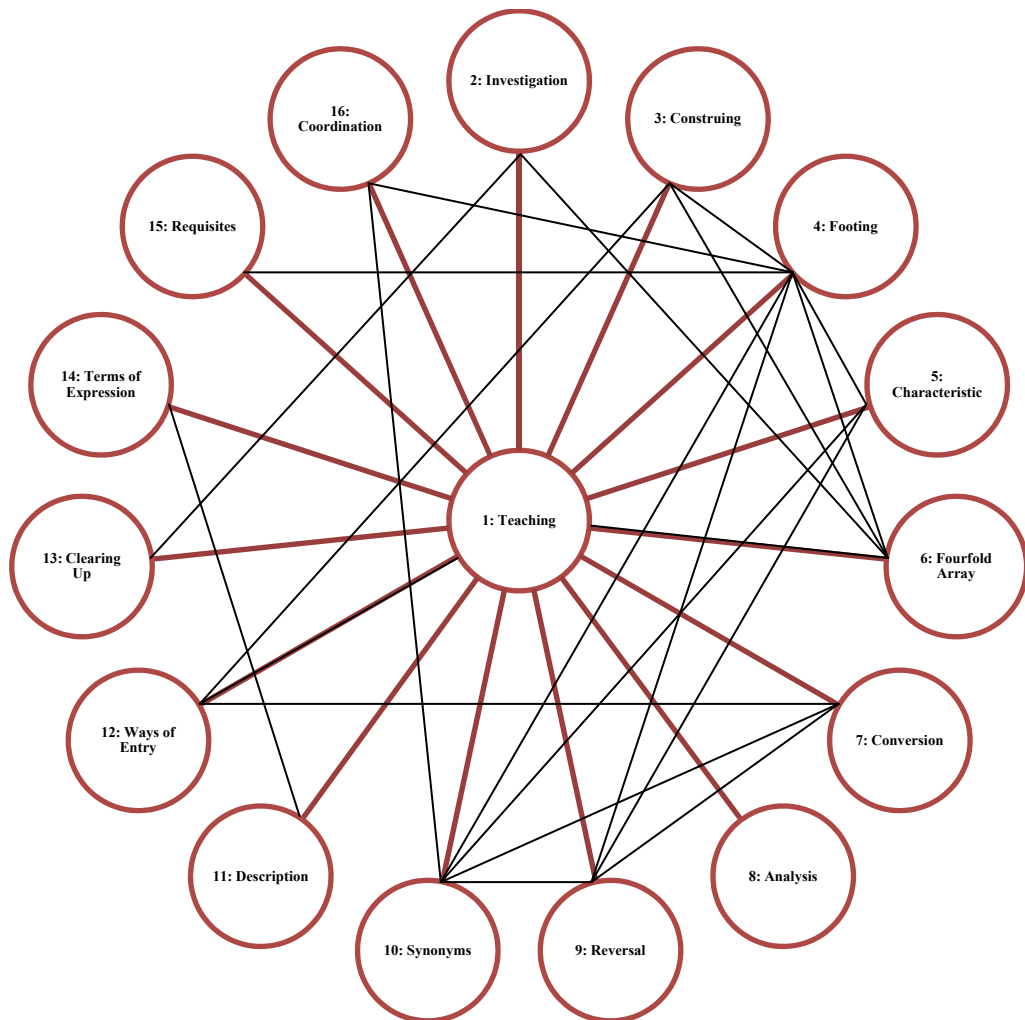 2: Investigation
3: Construing
4: Footing
5:
Characteristic
6: Fourfold
Array
7: Conversion
8: Analysis
9: Reversal
10: Synonyms
11: Description
12: Ways of
Entry
13: Clearing
Up
14: Terms of
Expression
15: Requisites
16:
Coordination
1: Teaching